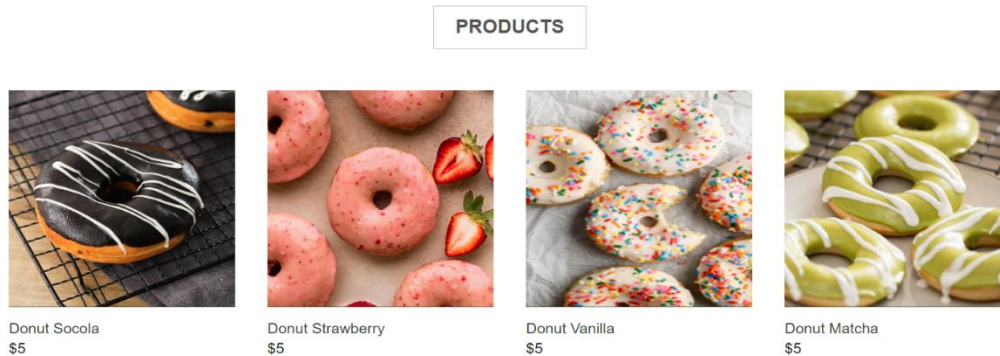 PRODUCTS
Donut Socola
$5
Donut Strawberry
$5
Donut Vanilla
$5
Donut Matcha
$5